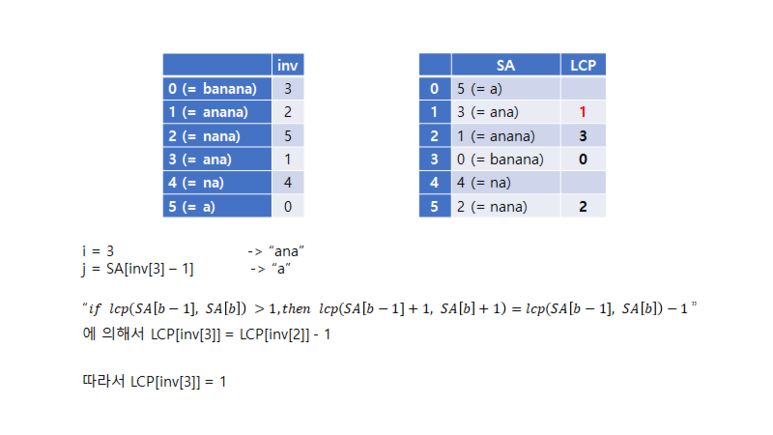 inv
0 (= banana) 3
1 (= anana) 2
2 (= nana) 5
3 (= ana) 1
4 (= na) 4
5 (= a) 0
SA LCP
0 5 (= a)
1 3 (= ana) 1
2 1 (= anana) 3
3 0 (= banana) 0
4 4 (= na)
5 2 (= nana) 2
i = 3 -> “ana”
j = SA[inv[3] – 1] -> “a”
“if lcp(SA[b − 1], SA[b]) > 1, then lcp(SA[b − 1] + 1, SA[b] + 1) = lcp(SA[b − 1], SA[b]) − 1 ”
에 의해서 LCP[inv[3]] = LCP[inv[2]] - 1
따라서 LCP[inv[3]] = 1